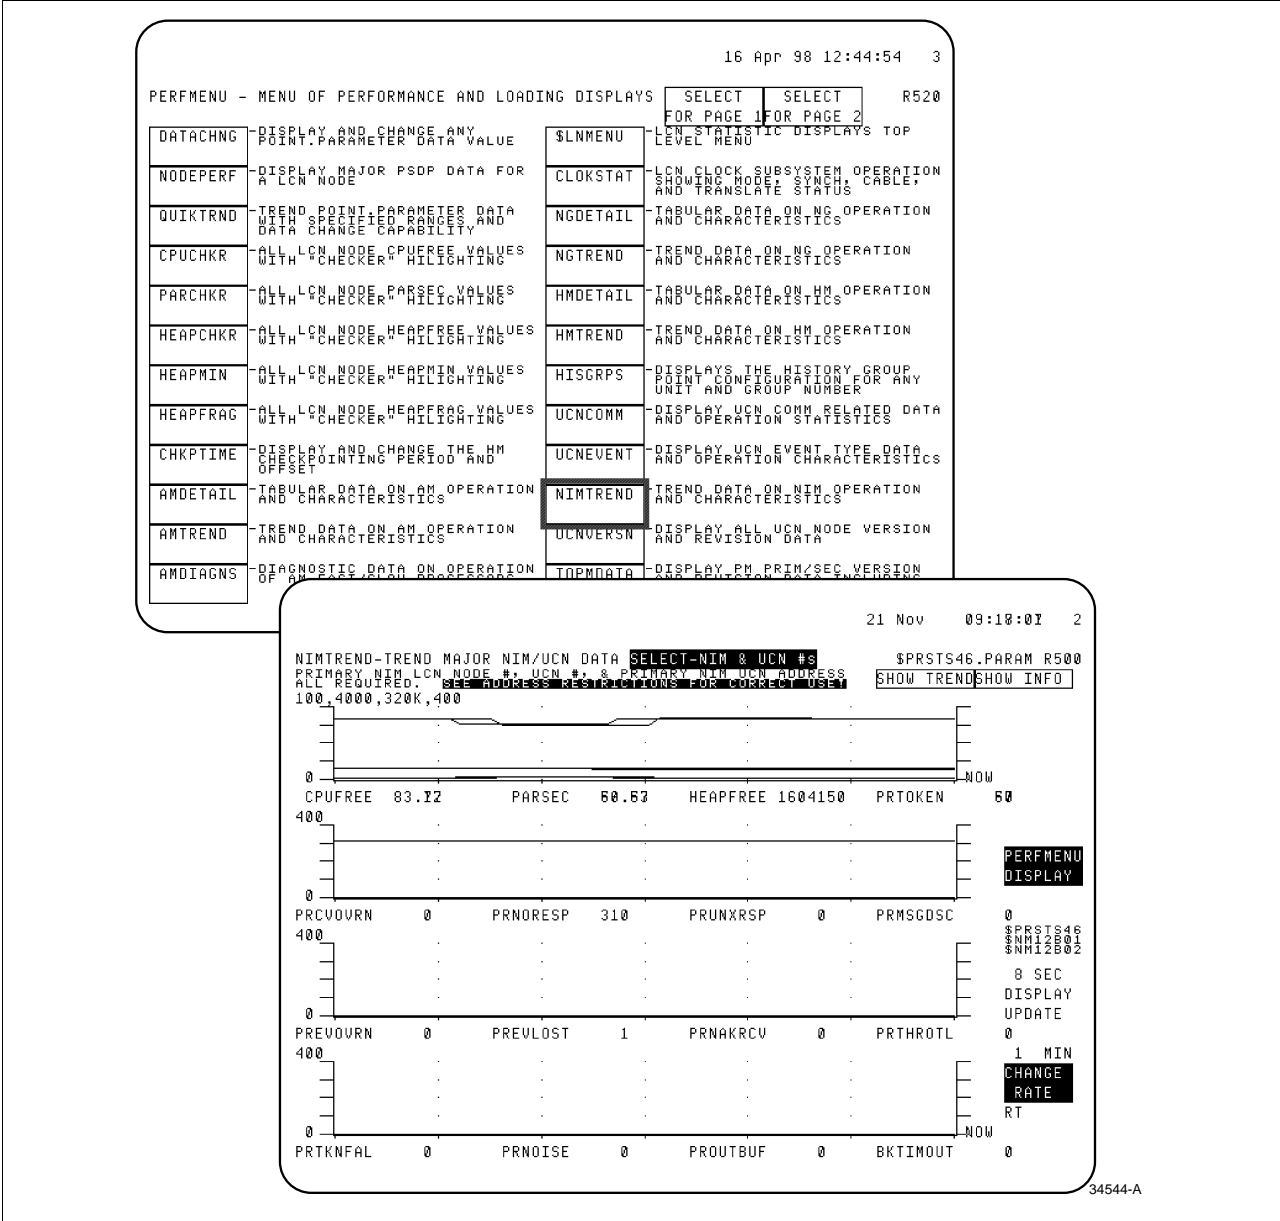 16 Apr 98 12:44:54 3
PERFMENU - MENU OF PERFORMANCE AND LOADING DISPLAYS
SELECT
FOR PAGE 1
SELECT
FOR PAGE 2
R520
DATACHNG
-DISPLAY AND CHANGE ANY
POINT.PARAMETER DATA VALUE
NODEPERF
-DISPLAY MAJOR PSDP DATA FOR
A LCN NODE
QUIKTRND
-TREND POINT.PARAMETER DATA
WITH SPECIFIED RANGES AND
DATA CHANGE CAPABILITY
CPUCHKR
-ALL LCN NODE CPUFREE VALUES
WITH "CHECKER" HILIGHTING
PARCHKR
-ALL LCN NODE PARSEC VALUES
WITH "CHECKER" HILIGHTING
HEAPCHKR
-ALL LCN NODE HEAPFREE VALUES
WITH "CHECKER" HILIGHTING
HEAPMIN
-ALL LCN NODE HEAPMIN VALUES
WITH "CHECKER" HILIGHTING
HEAPFRAG
-ALL LCN NODE HEAPFRAG VALUES
WITH "CHECKER" HILIGHTING
CHKPTIME
-DISPLAY AND CHANGE THE HM
CHECKPOINTING PERIOD AND
OFFSET
AMDETAIL
-TABULAR DATA ON AM OPERATION
AND CHARACTERISTICS
AMTREND
-TREND DATA ON AM OPERATION
AND CHARACTERISTICS
AMDIAGNS
-DIAGNOSTIC DATA ON OPERATION
OF AM FAST/SLOW PROCESSORS
$LNMENU
-LCN STATISTIC DISPLAYS TOP
LEVEL MENU
CLOKSTAT
-LCN CLOCK SUBSYSTEM OPERATION
SHOWING MODE, SYNCH, CABLE,
AND TRANSLATE STATUS
NGDETAIL
-TABULAR DATA ON NG OPERATION
AND CHARACTERISTICS
NGTREND
-TREND DATA ON NG OPERATION
AND CHARACTERISTICS
HMDETAIL
-TABULAR DATA ON HM OPERATION
AND CHARACTERISTICS
HMTREND
-TREND DATA ON HM OPERATION
AND CHARACTERISTICS
HISGRPS
-DISPLAYS THE HISTORY GROUP
POINT CONFIGURATION FOR ANY
UNIT AND GROUP NUMBER
UCNCOMM
-DISPLAY UCN COMM RELATED DATA
AND OPERATION STATISTICS
UCNEVENT
-DISPLAY UCN EVENT TYPE DATA
AND OPERATION CHARACTERISTICS
NIMTREND
-TREND DATA ON NIM OPERATION
AND CHARACTERISTICS
UCNVERSN
-DISPLAY ALL UCN NODE VERSION
AND REVISION DATA
TOPMDATA
-DISPLAY PM PRIM/SEC VERSION
AND REVISION DATA INCLUDING
21 Nov 2
NIMTREND-TREND MAJOR NIM/UCN DATA SELECT-NIM & UCN #s $PRSTS46.PARAM R500
PRIMARY NIM LCN NODE #, UCN #, & PRIMARY NIM UCN ADDRESS
ALL REQUIRED. SEE ADDRESS RESTRICTIONS FOR CORRECT USE!
SHOW TREND SHOW INFO
100,4000,320K,400
0 NOW
CPUFREE PARSEC HEAPFREE 1604150 PRTOKEN
400
PERFMENU
DISPLAY
0
PRCVOVRN 0 PRNORESP 310 PRUNXRSP 0 PRMSGDSC 0
400
$PRSTS46
$NM12B01
$NM12B02
8 SEC
DISPLAY
UPDATE
0
PREVOVRN 0 PREVLOST 1 PRNAKRCV 0 PRTHROTL 0
400
1 MIN
CHANGE
RATE
RT
0 NOW
PRTKNFAL 0 PRNOISE 0 PROUTBUF 0 BKTIMOUT 0
34544-A